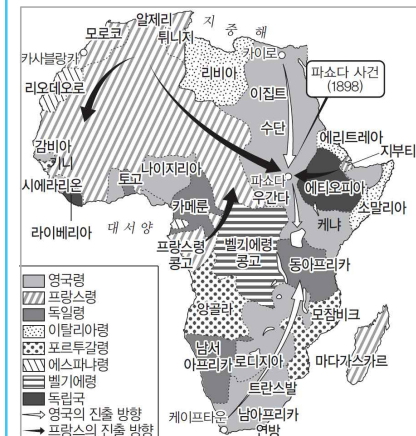 지 중 해
알제리
모로코
튀니지
카사블랑카
카이로
리비아
파쇼다 사건
(1898)
리오데오로
이집트
수단
에리트레아
감비아
기니
지부티
나이지리아
파쇼다
시에라리온
토고
에티오피아
우간다
카메룬
소말리아
대 서 양
케냐
라이베리아
프랑스령
콩고
벨기에령
콩고
동아프리카
영국령
프랑스령
독일령
이탈리아령
포르투갈령
에스파냐령
벨기에령
독립국
영국의 진출 방향
프랑스의 진출 방향
앙골라
모잠비크
남서
아프리카
로디지아
마다가스카르
트란스발
케이프타운
남아프리카
연방